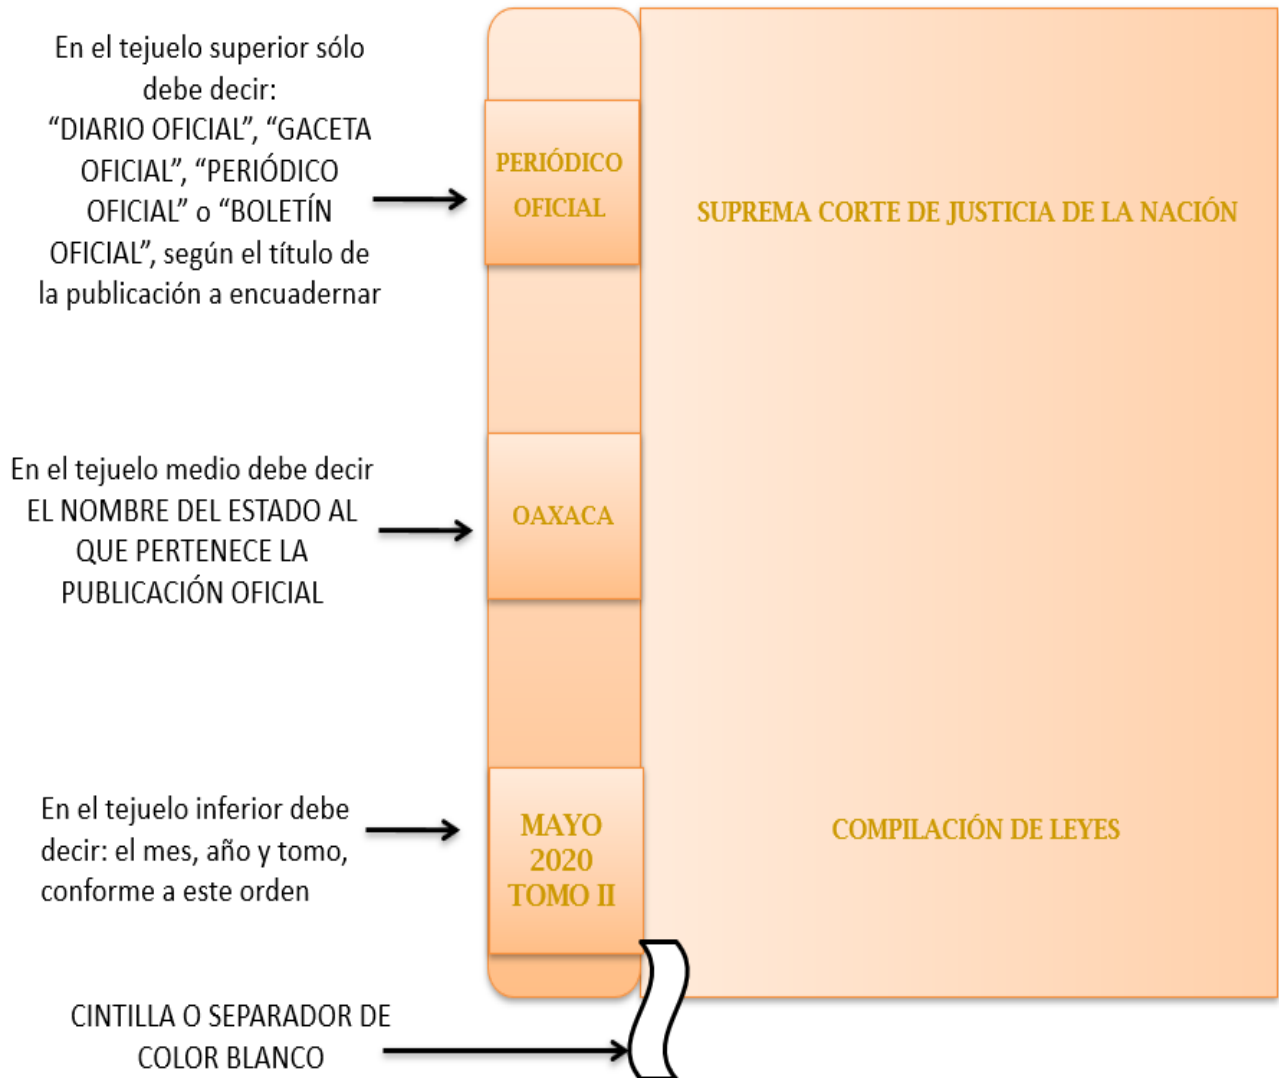 En el tejuelo superior sólo
debe decir:
“DIARIO OFICIAL”, “GACETA
OFICIAL”, “PERIÓDICO
OFICIAL” o “BOLETÍN
OFICIAL”, según el título de
la publicación a encuadernar
PERIÓDICO
OFICIAL
SUPREMA CORTE DE JUSTICIA DE LA NACIÓN
En el tejuelo medio debe decir
EL NOMBRE DEL ESTADO AL
QUE PERTENECE LA
PUBLICACIÓN OFICIAL
OAXACA
En el tejuelo inferior debe
decir: el mes, año y tomo,
conforme a este orden
MAYO
2020
TOMO II
COMPILACIÓN DE LEYES
CINTILLA O SEPARADOR DE
COLOR BLANCO